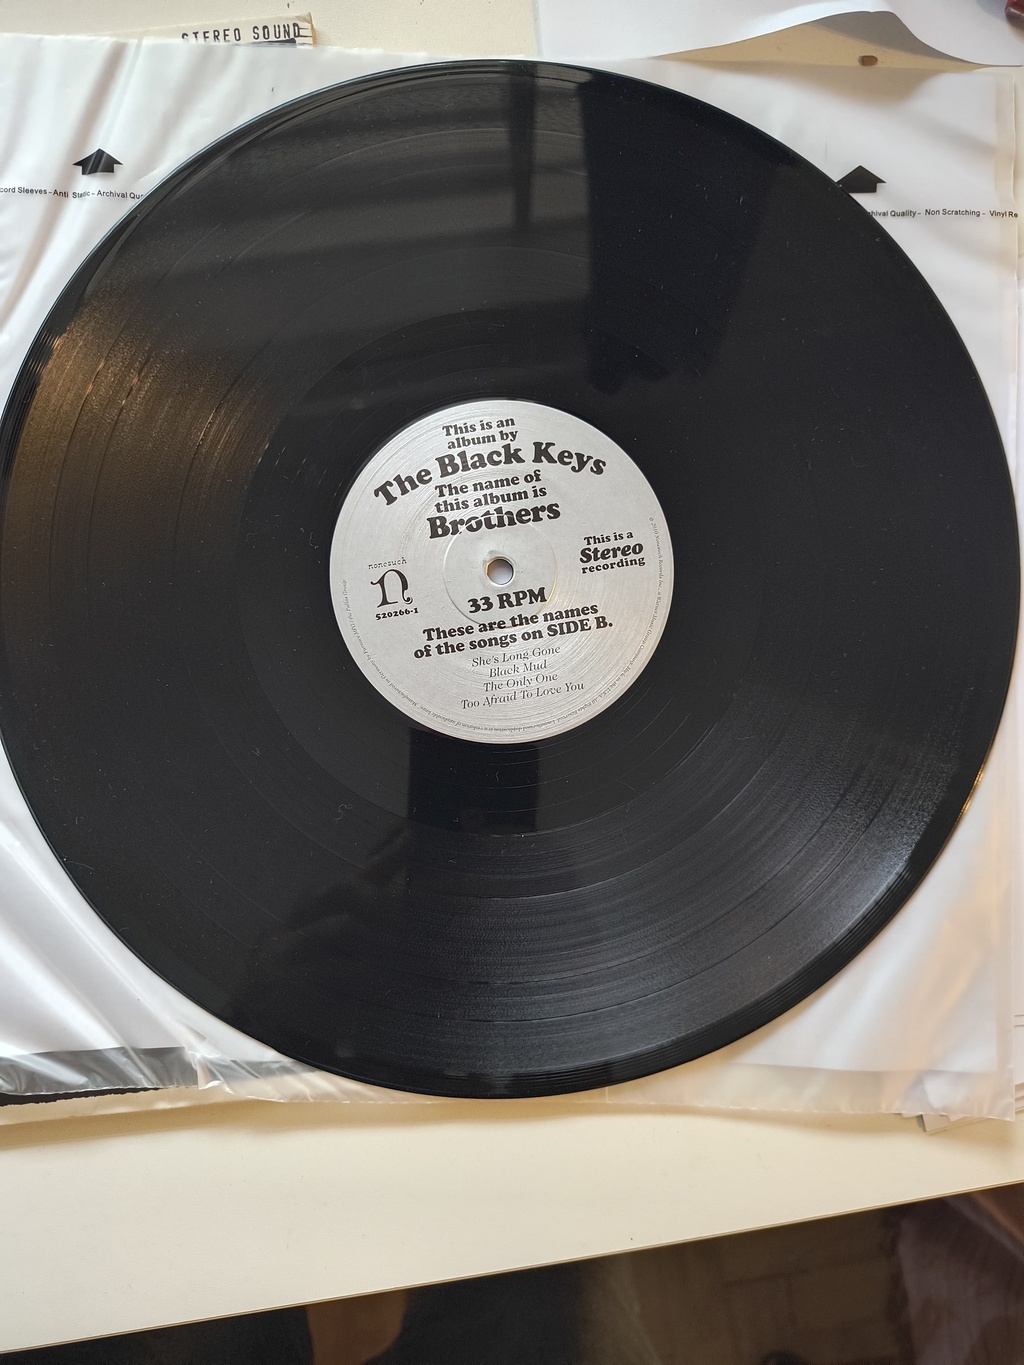 STEREO SOUND
cord Sleeves - Anti Static - Archival Qu
hival Quality - Non Scratching - Vinyl Re
This is an
album by
The Black Keys
The name of
this album is
Brothers
This is a
Stereo
recording
nonesuch
n
520266-1
33 RPM
These are the names
of the songs on SIDE B.
She's Long Gone
Black Mud
The Only One
Too Afraid To Love You